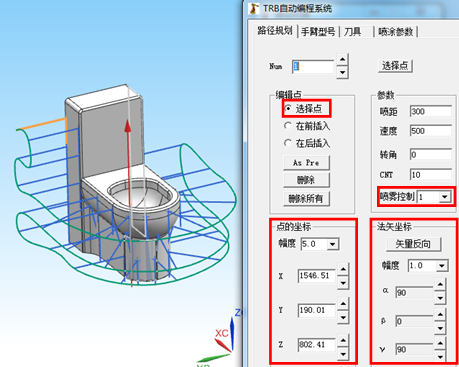 TRB自动编程系统
路径规划 手臂型号 刀具 喷涂参数
Num 1 选择点
编辑点
选择点
在前插入
在后插入
As Pre
删除
删除所有
参数
喷距 300
速度 500
转角 0
CNT 10
喷雾控制 1
点的坐标
幅度 5.0
X 1546.51
Y 190.01
Z 802.41
法矢坐标
矢量反向
幅度 1.0
α 90
β 0
γ 90
XC
YC